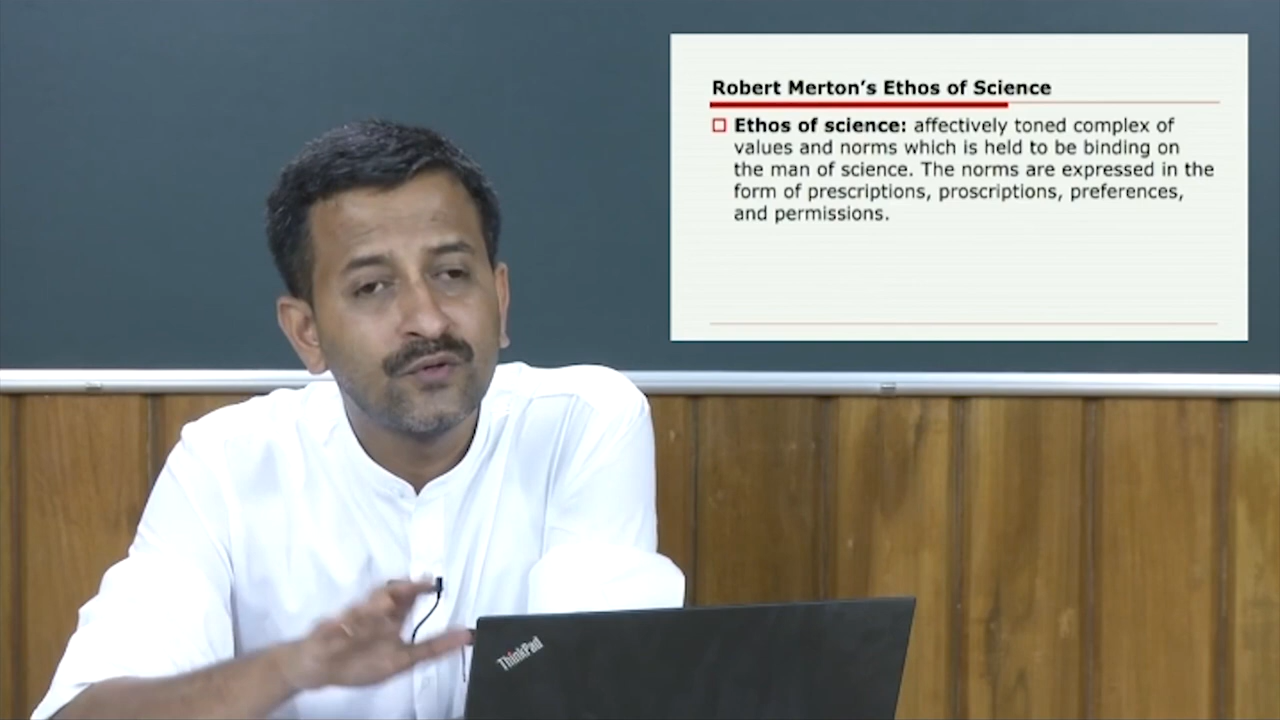 Robert Merton’s Ethos of Science
Ethos of science: affectively toned complex of
values and norms which is held to be binding on
the man of science. The norms are expressed in the
form of prescriptions, proscriptions, preferences,
and permissions.
ThinkPad